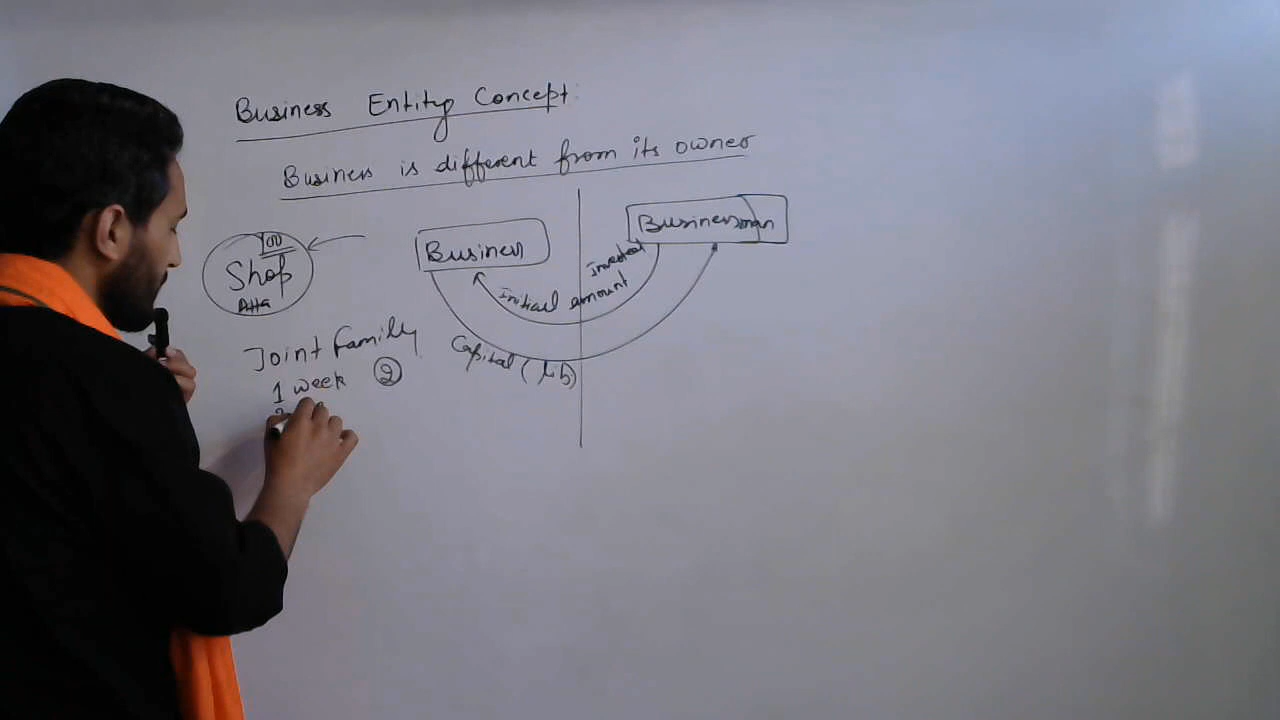 Business Entity Concept:
Business is different from its owner
Businessman
Business
Shop
Invested
Initial amount
Joint Family
Capital (lib)
1 week 2